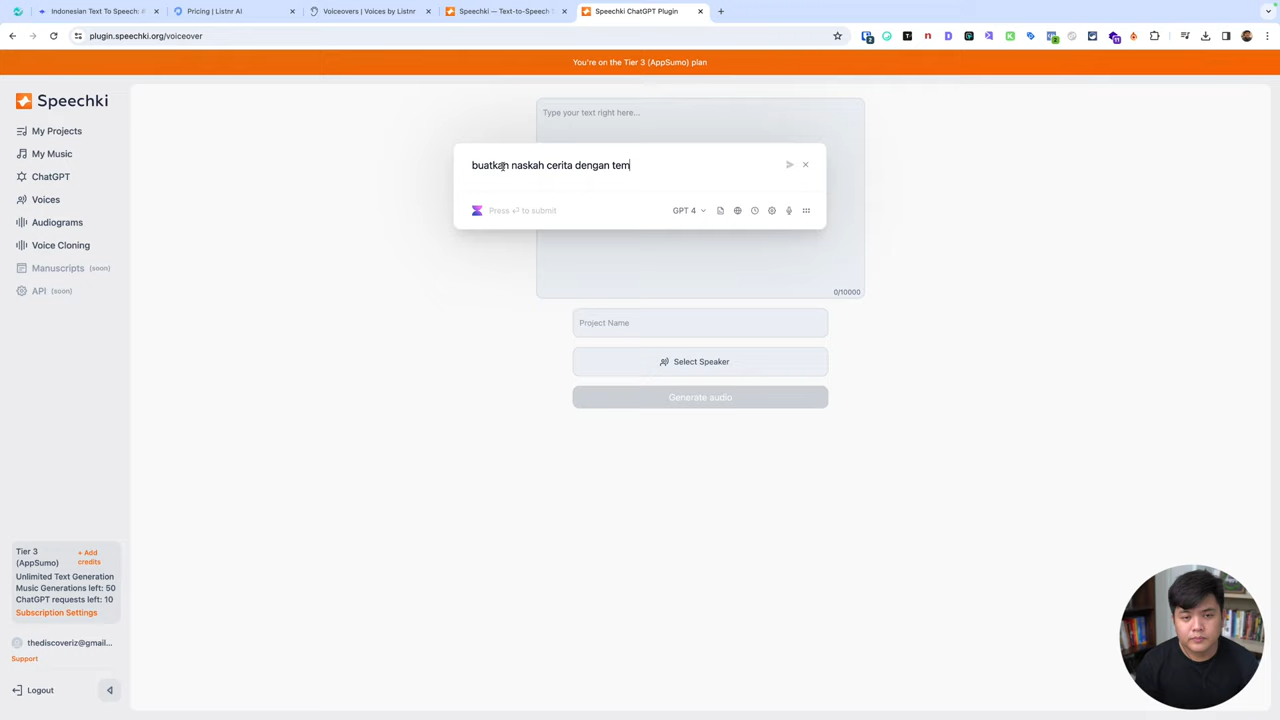 Indonesian Text To Speech: #
Pricing | Listnr AI
Voiceovers | Voices by Listnr
Speechki — Text-to-Speech S
Speechki ChatGPT Plugin
plugin.speechki.org/voiceover
You're on the Tier 3 (AppSumo) plan
Speechki
My Projects
My Music
ChatGPT
Voices
Audiograms
Voice Cloning
Manuscripts (soon)
API (soon)
Type your text right here...
buatkan naskah cerita dengan tem
Press ⏎ to submit
GPT 4
0/10000
Project Name
Select Speaker
Generate audio
Tier 3 (AppSumo)
+ Add credits
Unlimited Text Generation
Music Generations left: 50
ChatGPT requests left: 10
Subscription Settings
thediscoveriz@gmail...
Support
Logout